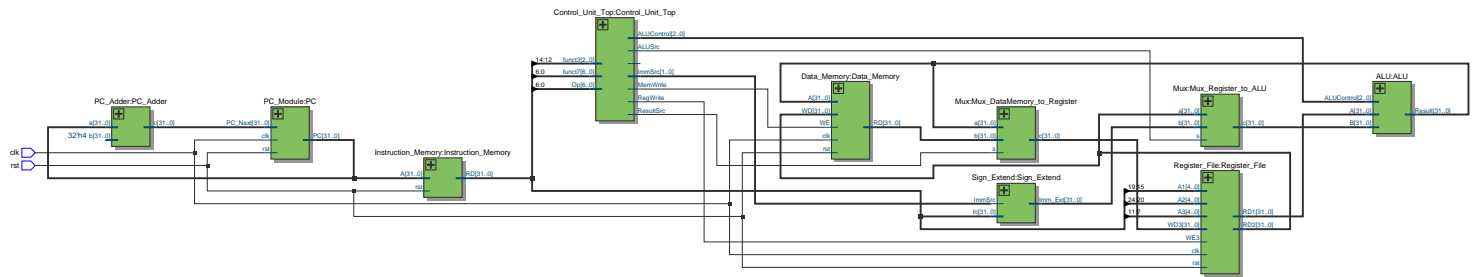 clk
rst
PC_Adder:PC_Adder
a[31..0]
32'h4 b[31..0]
c[31..0]
PC_Module:PC
PC_Next[31..0]
clk
rst
PC[31..0]
Instruction_Memory:Instruction_Memory
A[31..0]
rst
RD[31..0]
Control_Unit_Top:Control_Unit_Top
14:12 funct3[2..0]
6:0 funct7[6..0]
6:0 Op[6..0]
ALUControl[2..0]
ALUSrc
ImmSrc[1..0]
MemWrite
RegWrite
ResultSrc
Data_Memory:Data_Memory
A[31..0]
WD[31..0]
WE
clk
rst
RD[31..0]
Mux:Mux_DataMemory_to_Register
a[31..0]
b[31..0]
s
c[31..0]
Sign_Extend:Sign_Extend
ImmSrc
In[31..0]
Imm_Ext[31..0]
Mux:Mux_Register_to_ALU
a[31..0]
b[31..0]
s
c[31..0]
Register_File:Register_File
19:15 A1[4..0]
24:20 A2[4..0]
11:7 A3[4..0]
WD3[31..0]
WE3
clk
rst
RD1[31..0]
RD2[31..0]
ALU:ALU
ALUControl[2..0]
A[31..0]
B[31..0]
Result[31..0]